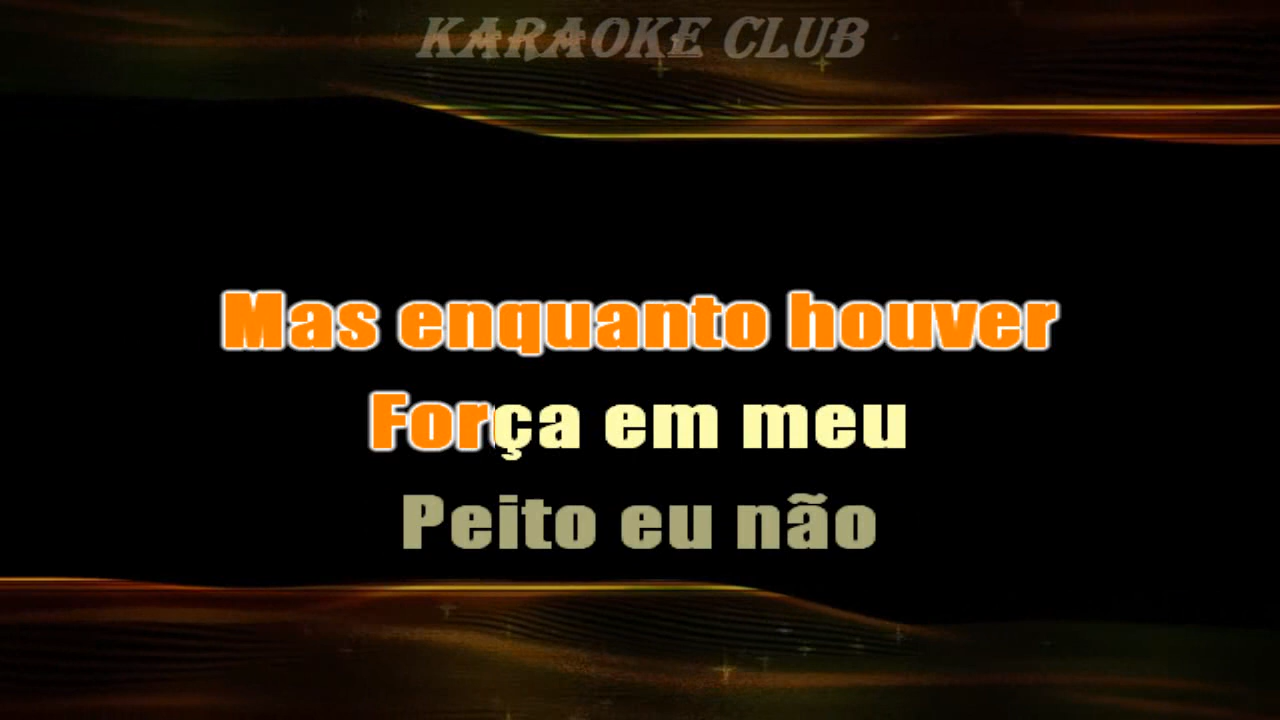 KARAOKE CLUB
Mas enquanto houver
Força em meu
Peito eu não